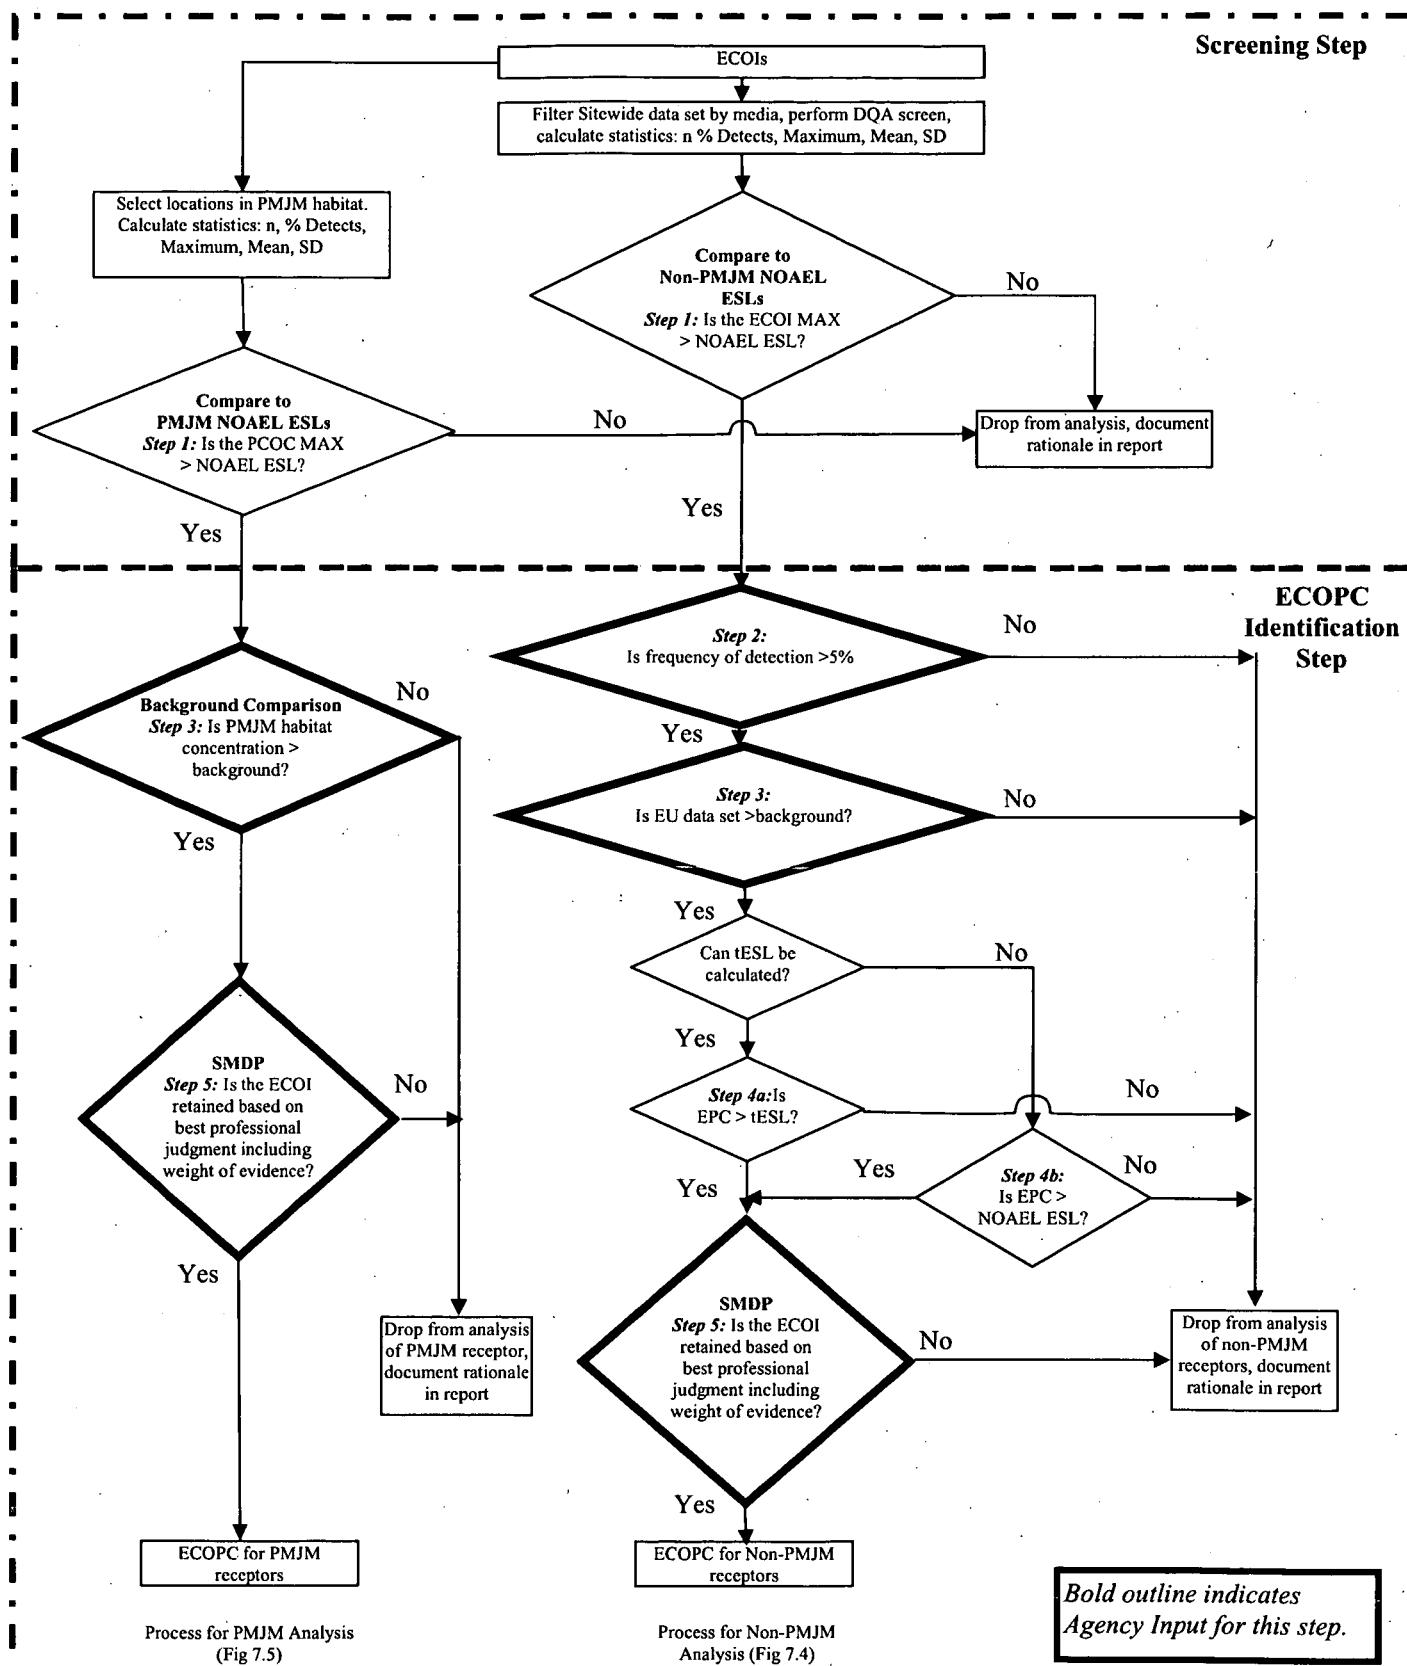 Screening Step
ECOIs
Filter Sitewide data set by media, perform DQA screen,
calculate statistics: n % Detects, Maximum, Mean, SD
Select locations in PMJM habitat.
Calculate statistics: n, % Detects,
Maximum, Mean, SD
Compare to
Non-PMJM NOAEL
ESLs
Step 1: Is the ECOI MAX
> NOAEL ESL?
No
Compare to
PMJM NOAEL ESLs
Step 1: Is the PCOC MAX
> NOAEL ESL?
No
Drop from analysis, document
rationale in report
Yes
Yes
ECOPC
Identification
Step
Step 2:
Is frequency of detection >5%
No
Background Comparison
Step 3: Is PMJM habitat
concentration >
background?
No
Yes
Step 3:
Is EU data set >background?
No
Yes
Yes
Can tESL be
calculated?
No
Yes
SMDP
Step 5: Is the ECOI
retained based on
best professional
judgment including
weight of evidence?
No
Step 4a:Is
EPC > tESL?
No
Yes
Yes
Step 4b:
Is EPC >
NOAEL ESL?
No
Yes
SMDP
Step 5: Is the ECOI
retained based on
best professional
judgment including
weight of evidence?
No
Drop from analysis
of PMJM receptor,
document rationale
in report
Drop from analysis
of non-PMJM
receptors, document
rationale in report
Yes
ECOPC for PMJM
receptors
ECOPC for Non-PMJM
receptors
Process for PMJM Analysis
(Fig 7.5)
Process for Non-PMJM
Analysis (Fig 7.4)
Bold outline indicates
Agency Input for this step.